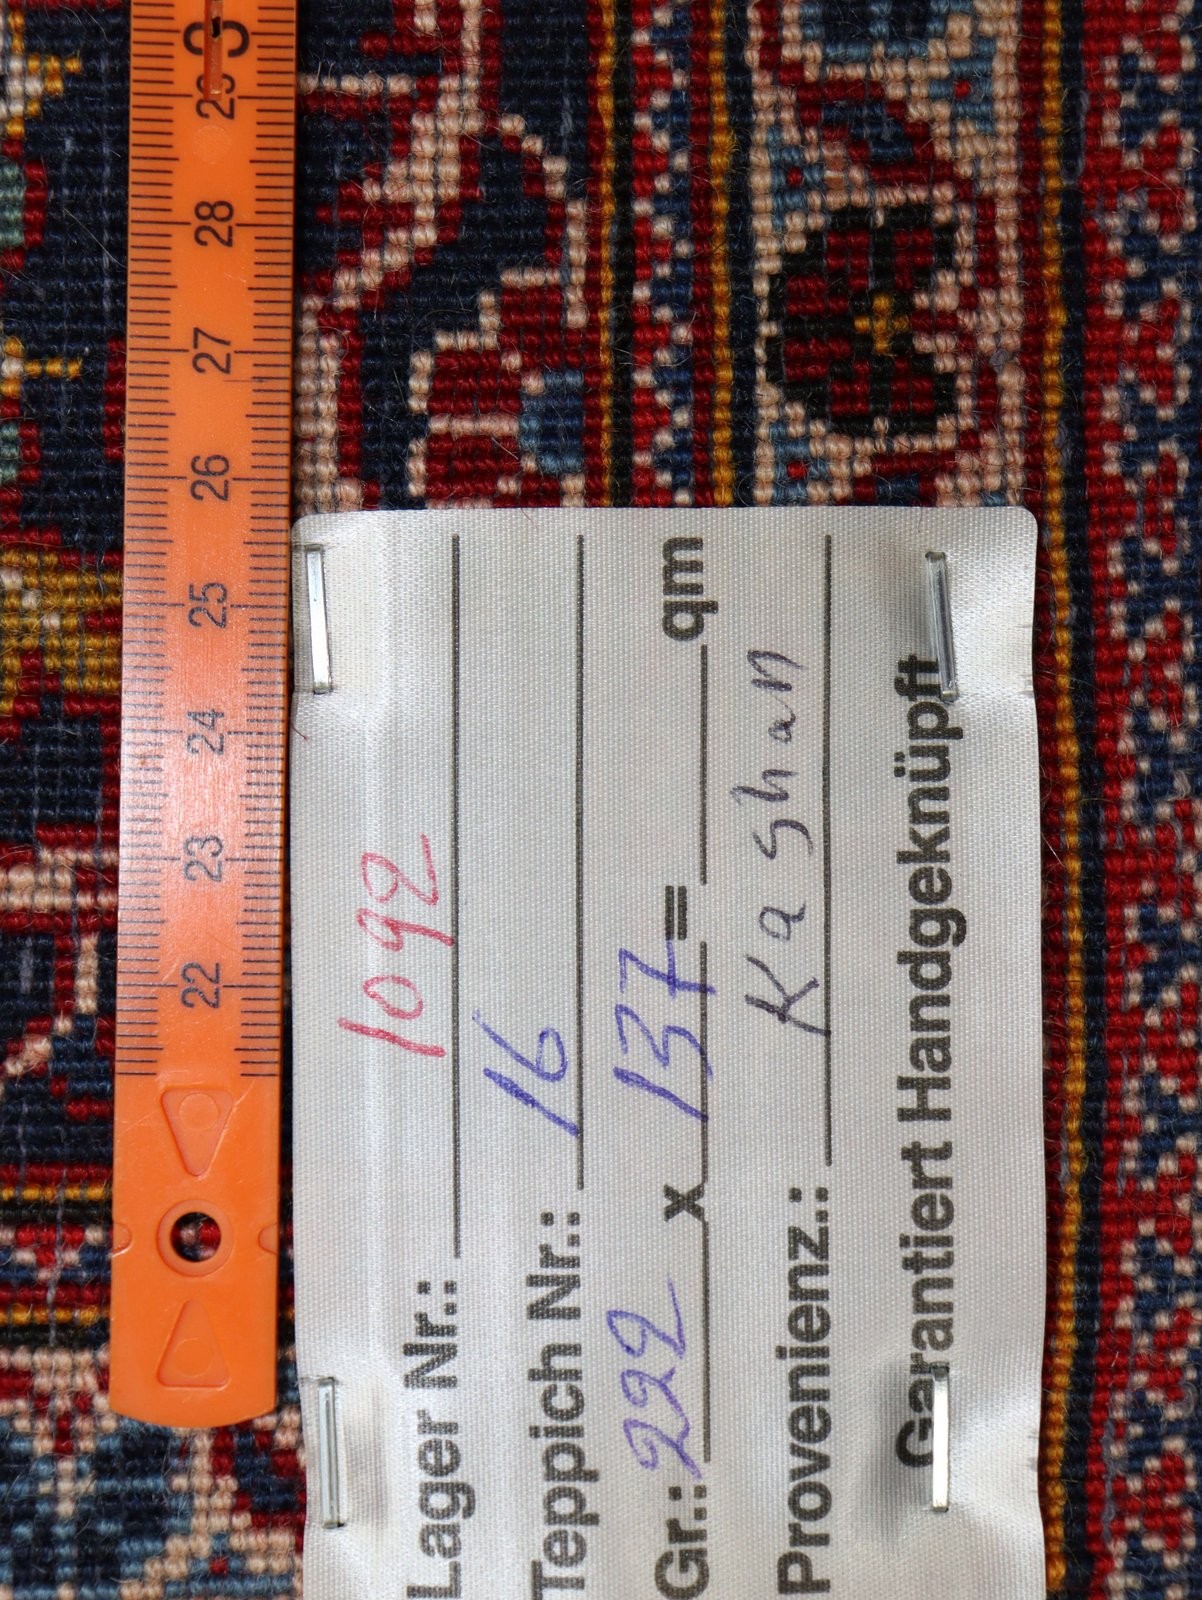 Lager Nr.: 1092
Teppich Nr.: 16
Gr.: 222 x 137 = qm
Provenienz.: Kashan
Garantiert Handgeknüpft
22 23 24 25 26 27 28 29 3